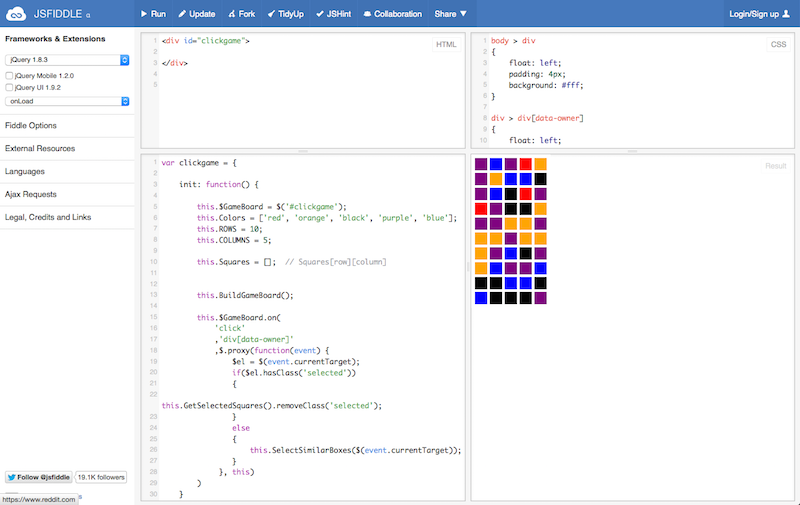 JSFIDDLE α
Run
Update
Fork
TidyUp
JSHint
Collaboration
Share ▼
Login/Sign up
Frameworks & Extensions
jQuery 1.8.3
jQuery Mobile 1.2.0
jQuery UI 1.9.2
onLoad
Fiddle Options
External Resources
Languages
Ajax Requests
Legal, Credits and Links
Follow @jsfiddle
19.1K followers
https://www.reddit.com
HTML
1 <div id="clickgame">
2
3 </div>
4
5
CSS
1 body > div
2 {
3     float: left;
4     padding: 4px;
5     background: #fff;
6 }
7
8 div > div[data-owner]
9 {
10     float: left;
1 var clickgame = {
2
3     init: function() {
4
5         this.$GameBoard = $('#clickgame');
6         this.Colors = ['red', 'orange', 'black', 'purple', 'blue'];
7         this.ROWS = 10;
8         this.COLUMNS = 5;
9
10         this.Squares = [];  // Squares[row][column]
11
12
13         this.BuildGameBoard();
14
15         this.$GameBoard.on(
16             'click'
17             ,'div[data-owner]'
18             ,$.proxy(function(event) {
19                 $el = $(event.currentTarget);
20                 if($el.hasClass('selected'))
21                 {
22
this.GetSelectedSquares().removeClass('selected');
23                 }
24                 else
25                 {
26                     this.SelectSimilarBoxes($(event.currentTarget));
27                 }
28             }, this)
29         )
30     }
Result